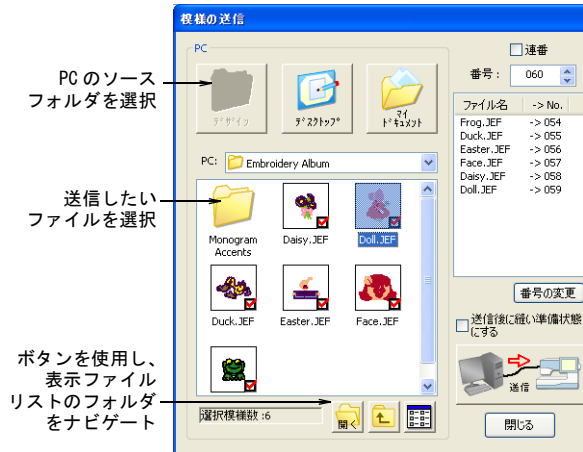 模様の送信
PC
デザイン
デスクトップ
マイ
ドキュメント
PC:
Embroidery Album
Monogram
Accents
Daisy.JEF
Doll.JEF
Duck.JEF
Easter.JEF
Face.JEF
選択模様数 :6
開く
連番
番号 :
060
ファイル名
-> No.
Frog.JEF -> 054
Duck.JEF -> 055
Easter.JEF -> 056
Face.JEF -> 057
Daisy.JEF -> 058
Doll.JEF -> 059
番号の変更
送信後に縫い準備状態
にする
送信
閉じる
PC のソース
フォルダを選択
送信したい
ファイルを選択
ボタンを使用し、
表示ファイル
リストのフォルダ
をナビゲート